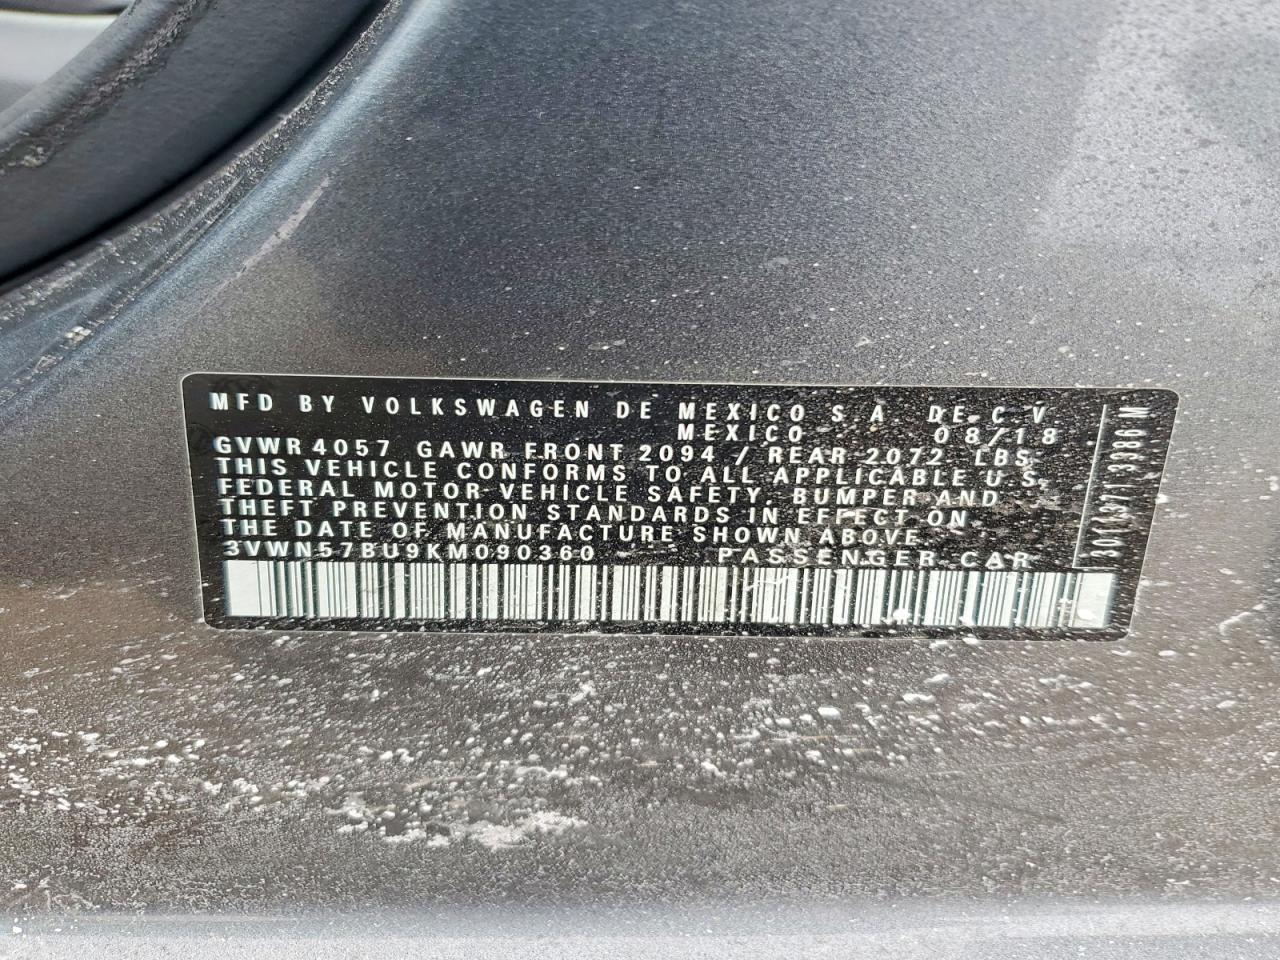 MFD BY VOLKSWAGEN DE MEXICO S.A. DE C.V.
MEXICO 08/18
GVWR 4057 GAWR FRONT 2094 / REAR 2072 LBS
THIS VEHICLE CONFORMS TO ALL APPLICABLE U.S.
FEDERAL MOTOR VEHICLE SAFETY, BUMPER AND
THEFT PREVENTION STANDARDS IN EFFECT ON
THE DATE OF MANUFACTURE SHOWN ABOVE.
3VWN57BU9KM090360 PASSENGER CAR